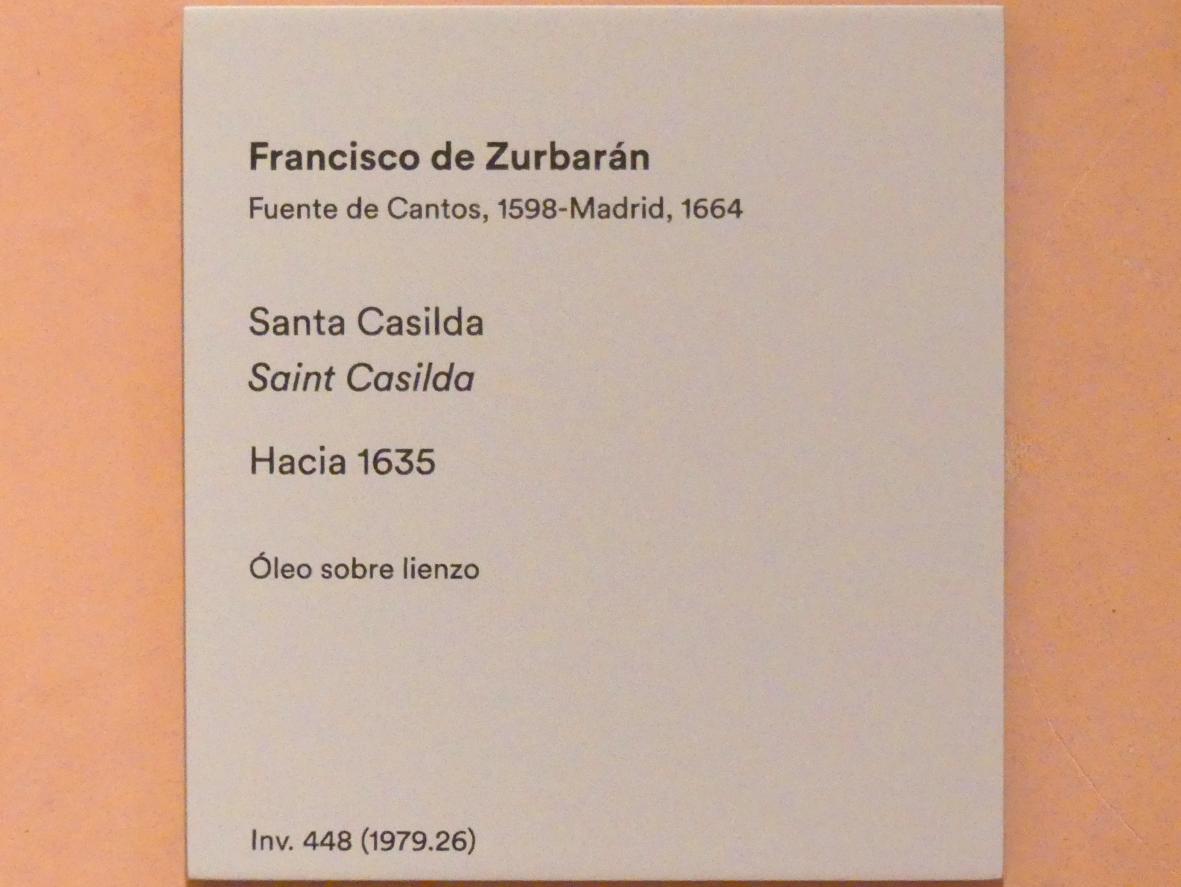 Francisco de Zurbarán
Fuente de Cantos, 1598-Madrid, 1664
Santa Casilda
Saint Casilda
Hacia 1635
Óleo sobre lienzo
Inv. 448 (1979.26)